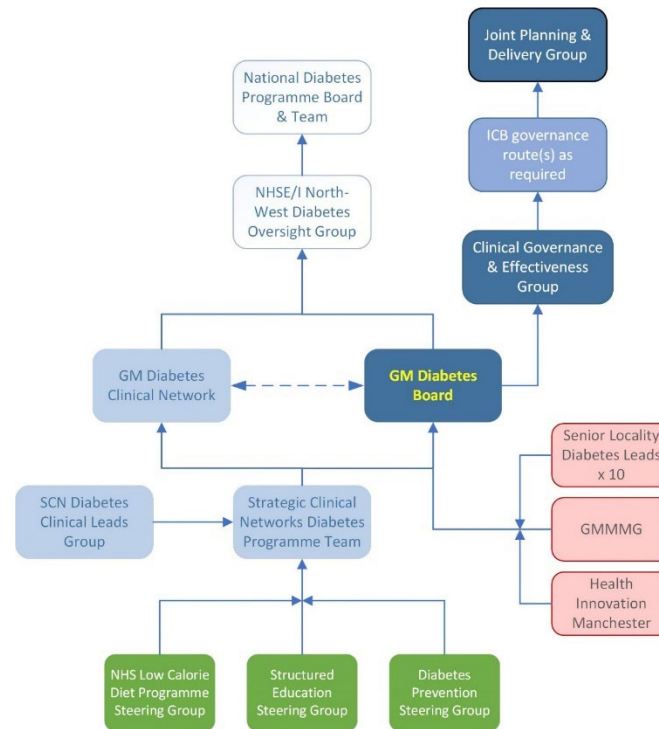 Joint Planning &
Delivery Group
National Diabetes
Programme Board
& Team
ICB governance
route(s) as
required
NHSE/I North-
West Diabetes
Oversight Group
Clinical Governance
& Effectiveness
Group
GM Diabetes
Clinical Network
GM Diabetes
Board
Senior Locality
Diabetes Leads
x 10
SCN Diabetes
Clinical Leads
Group
Strategic Clinical
Networks Diabetes
Programme Team
GMMMG
Health
Innovation
Manchester
NHS Low Calorie
Diet Programme
Steering Group
Structured
Education
Steering Group
Diabetes
Prevention
Steering Group